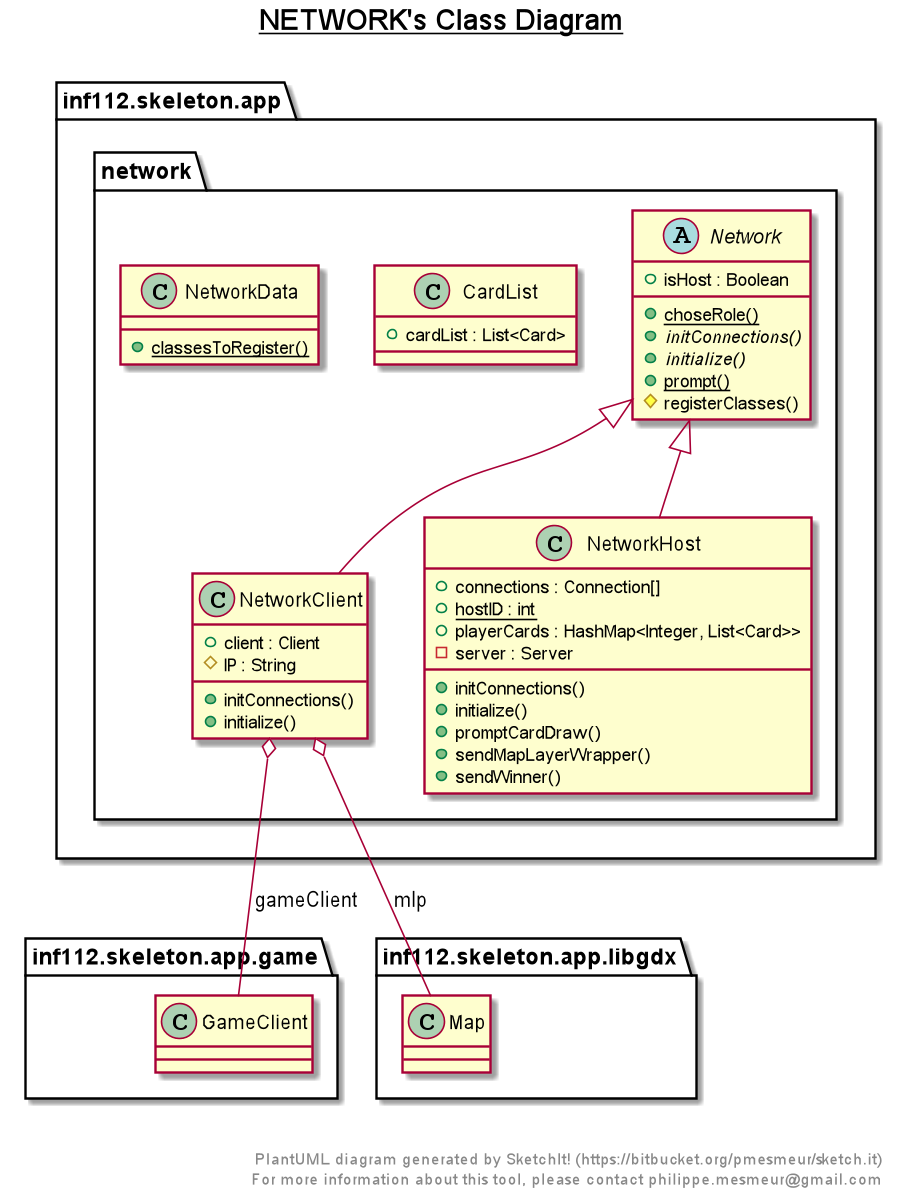 NETWORK's Class Diagram
inf112.skeleton.app
network
A Network
isHost : Boolean
choseRole()
initConnections()
initialize()
prompt()
registerClasses()
C NetworkData
classesToRegister()
C CardList
cardList : List<Card>
C NetworkHost
connections : Connection[]
hostID : int
playerCards : HashMap<Integer, List<Card>>
server : Server
initConnections()
initialize()
promptCardDraw()
sendMapLayerWrapper()
sendWinner()
C NetworkClient
client : Client
IP : String
initConnections()
initialize()
gameClient
mlp
inf112.skeleton.app.game
C GameClient
inf112.skeleton.app.libgdx
C Map
PlantUML diagram generated by SketchIt! (https://bitbucket.org/pmesmeur/sketch.it)
For more information about this tool, please contact philippe.mesmeur@gmail.com